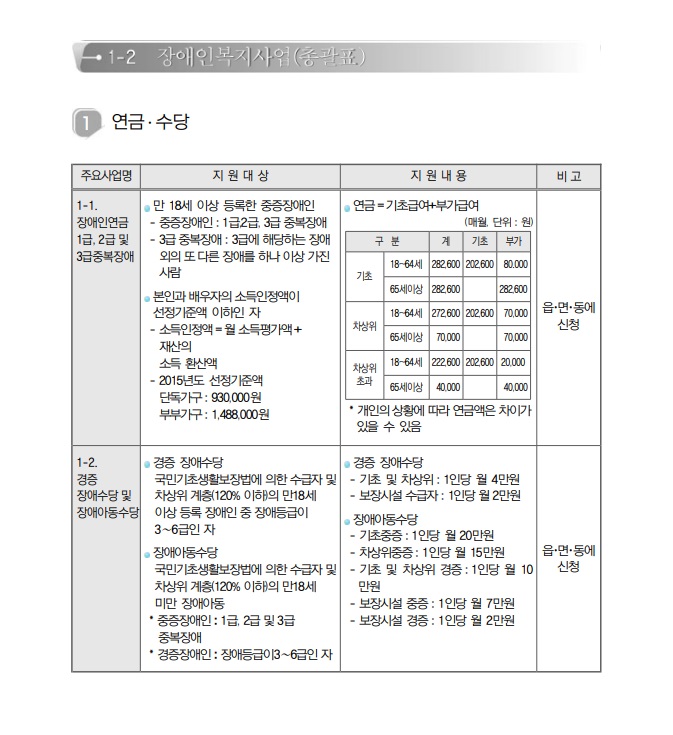 1-2 장애인복지사업(총괄표)
1 연금·수당
주요사업명 지원대상 지원내용 비고
1-1.
장애인연금
1급, 2급 및
3급중복장애
만 18세 이상 등록한 중증장애인
- 중증장애인 : 1급,2급, 3급 중복장애
- 3급 중복장애 : 3급에 해당하는 장애
외의 또 다른 장애를 하나 이상 가진
사람
본인과 배우자의 소득인정액이
선정기준액 이하인 자
- 소득인정액 = 월 소득평가액 +
재산의
소득 환산액
- 2015년도 선정기준액
단독가구 : 930,000원
부부가구 : 1,488,000원
연금 = 기초급여+부가급여
(매월, 단위 : 원)
구 분 계 기초 부가
기초 18~64세 282,600 202,600 80,000
65세이상 282,600 282,600
차상위 18~64세 272,600 202,600 70,000
65세이상 70,000 70,000
차상위
초과 18~64세 222,600 202,600 20,000
65세이상 40,000 40,000
* 개인의 상황에 따라 연금액은 차이가
있을 수 있음
읍·면·동에
신청
1-2.
경증
장애수당 및
장애아동수당
경증 장애수당
국민기초생활보장법에 의한 수급자 및
차상위 계층(120% 이하)의 만18세
이상 등록 장애인 중 장애등급이
3~6급인 자
장애아동수당
국민기초생활보장법에 의한 수급자 및
차상위 계층(120% 이하)의 만18세
미만 장애아동
* 중증장애인 : 1급, 2급 및 3급
중복장애
* 경증장애인 : 장애등급이3~6급인 자
경증 장애수당
- 기초 및 차상위 : 1인당 월 4만원
- 보장시설 수급자 : 1인당 월 2만원
장애아동수당
- 기초중증 : 1인당 월 20만원
- 차상위중증 : 1인당 월 15만원
- 기초 및 차상위 경증 : 1인당 월 10
만원
- 보장시설 중증 : 1인당 월 7만원
- 보장시설 경증 : 1인당 월 2만원
읍·면·동에
신청